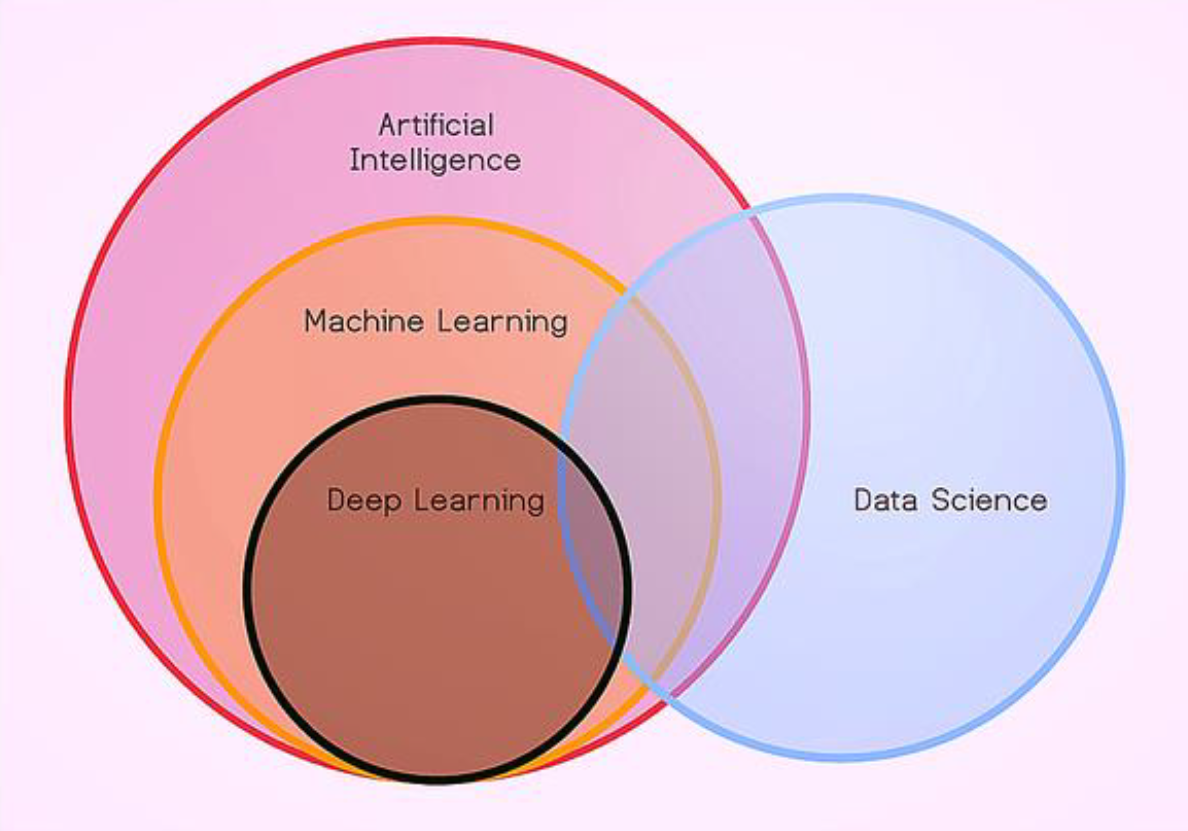 Artificial
Intelligence
Machine Learning
Deep Learning
Data Science